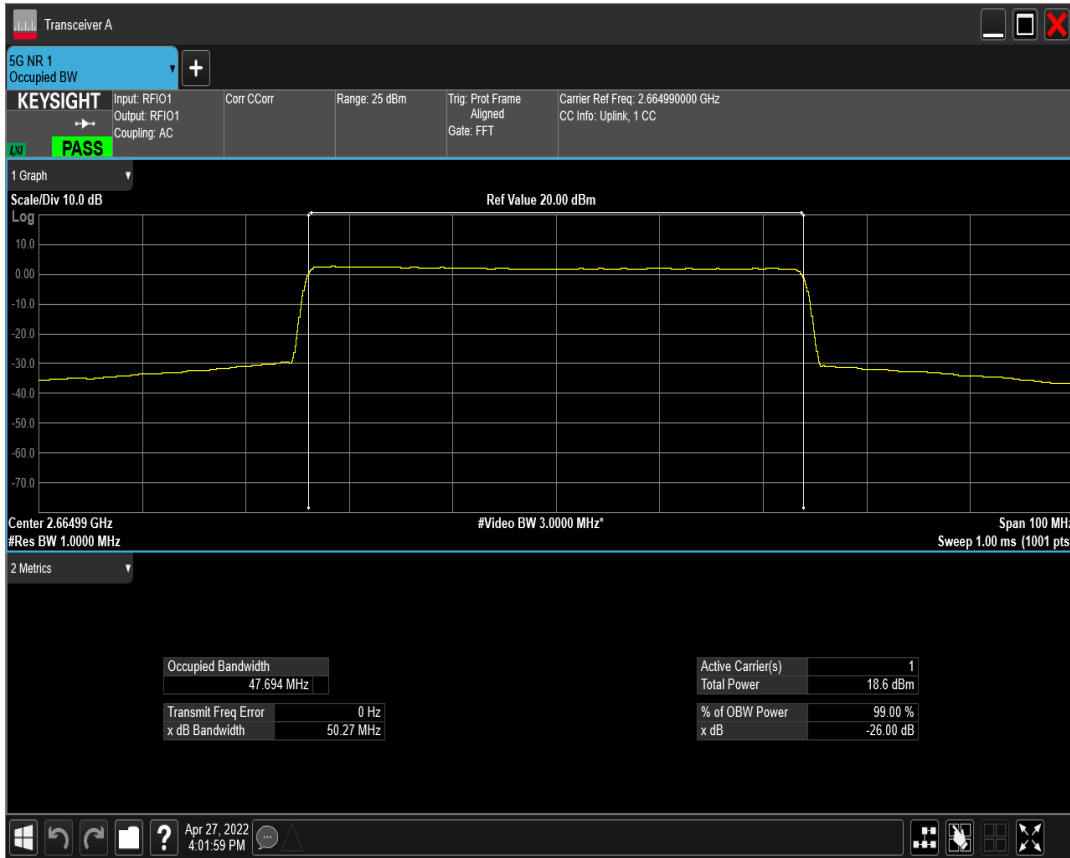 Transceiver A
5G NR 1
Occupied BW
+
KEYSIGHT
LXI
PASS
Input: RFIO1
Output: RFIO1
Coupling: AC
Corr CCorr
Range: 25 dBm
Trig: Prot Frame
Aligned
Gate: FFT
Carrier Ref Freq: 2.664990000 GHz
CC Info: Uplink, 1 CC
1 Graph
Scale/Div 10.0 dB
Ref Value 20.00 dBm
Log
10.0
0.00
-10.0
-20.0
-30.0
-40.0
-50.0
-60.0
-70.0
Center 2.66499 GHz
#Video BW 3.0000 MHz*
Span 100 MHz
#Res BW 1.0000 MHz
Sweep 1.00 ms (1001 pts
2 Metrics
Occupied Bandwidth
47.694 MHz
Transmit Freq Error 0 Hz
x dB Bandwidth 50.27 MHz
Active Carrier(s) 1
Total Power 18.6 dBm
% of OBW Power 99.00 %
x dB -26.00 dB
?
Apr 27, 2022
4:01:59 PM